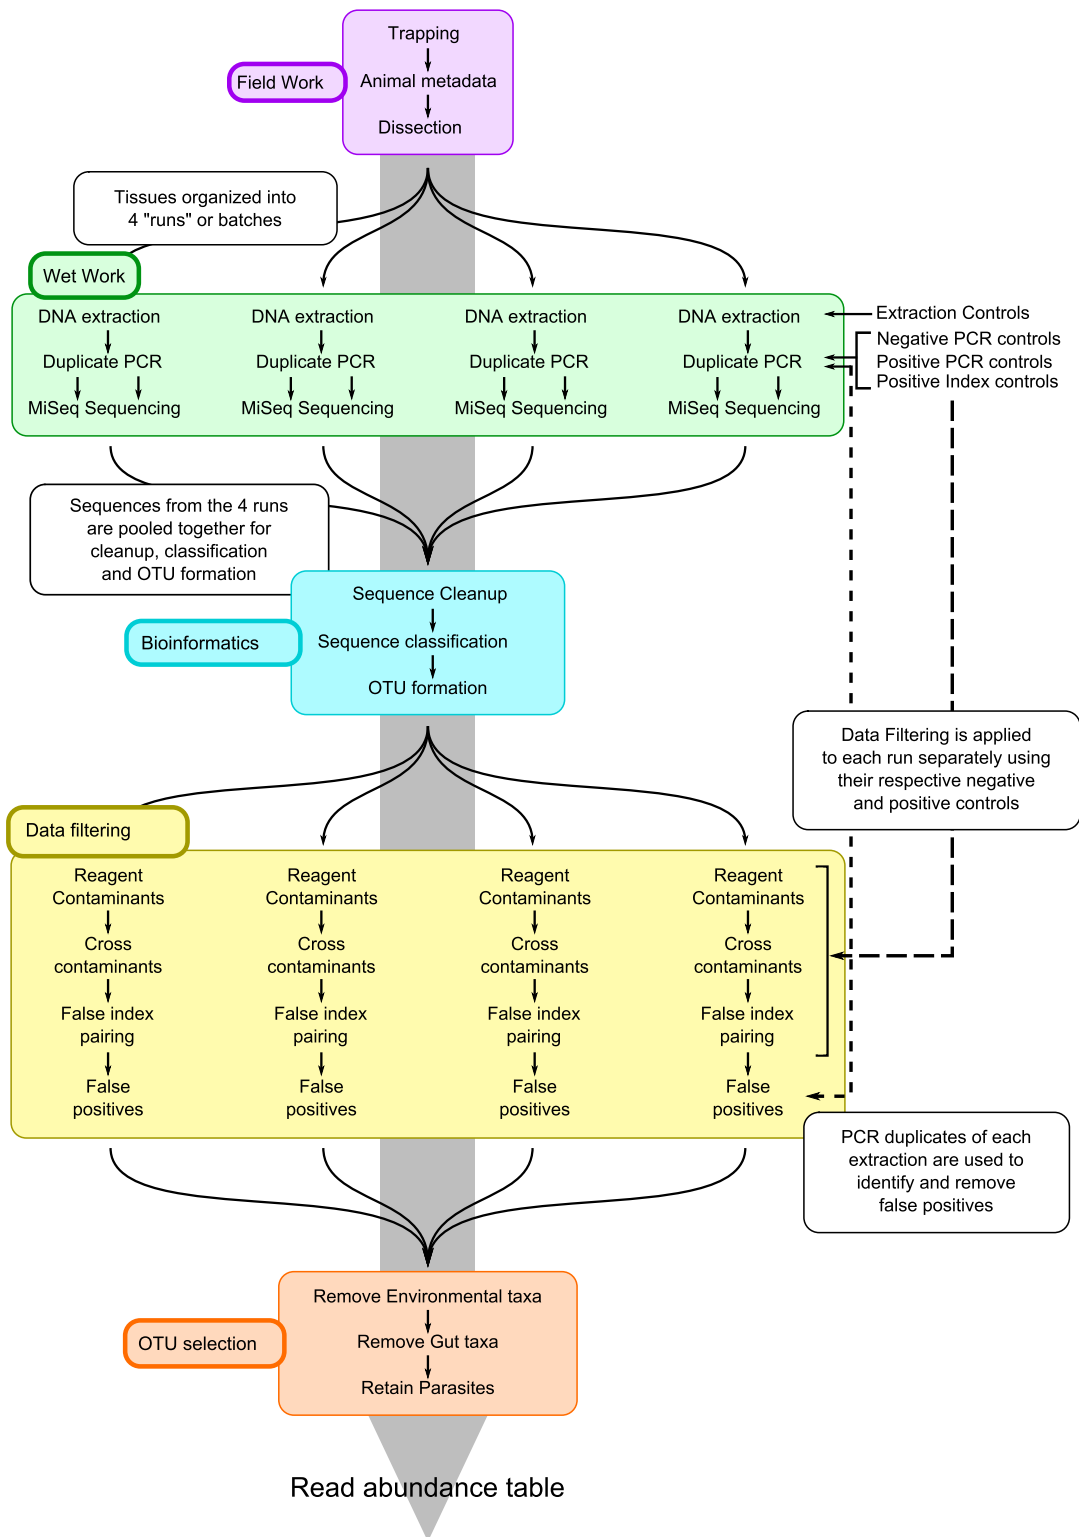 Trapping
Field Work
Animal metadata
Dissection
Tissues organized into
4 "runs" or batches
Wet Work
DNA extraction
DNA extraction
DNA extraction
DNA extraction
Extraction Controls
Negative PCR controls
Duplicate PCR
Duplicate PCR
Duplicate PCR
Duplicate PCR
Positive PCR controls
Positive Index controls
MiSeq Sequencing
MiSeq Sequencing
MiSeq Sequencing
MiSeq Sequencing
Sequences from the 4 runs
are pooled together for
cleanup, classification
and OTU formation
Sequence Cleanup
Bioinformatics
Sequence classification
OTU formation
Data Filtering is applied
to each run separately using
their respective negative
and positive controls
Data filtering
Reagent
Contaminants
Reagent
Contaminants
Reagent
Contaminants
Reagent
Contaminants
Cross
contaminants
Cross
contaminants
Cross
contaminants
Cross
contaminants
False index
pairing
False index
pairing
False index
pairing
False index
pairing
False
positives
False
positives
False
positives
False
positives
PCR duplicates of each
extraction are used to
identify and remove
false positives
Remove Environmental taxa
OTU selection
Remove Gut taxa
Retain Parasites
Read abundance table